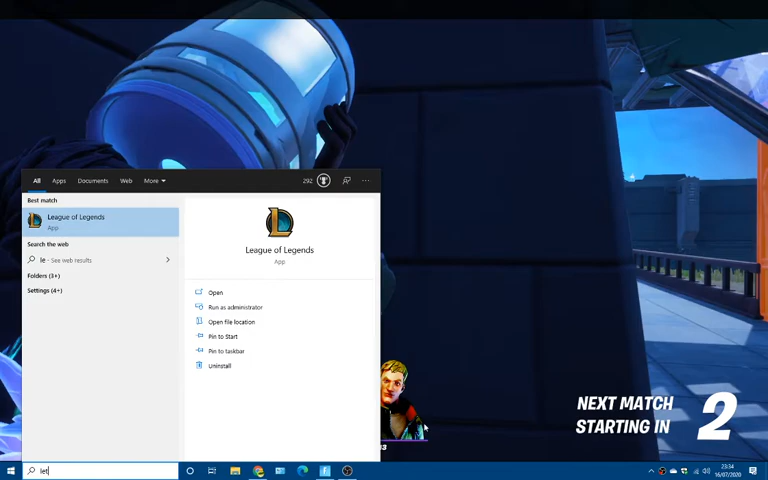 All Apps Documents Web More 292 ...
Best match
League of Legends
App
Search the web
le - See web results
Folders (3+)
Settings (4+)
League of Legends
App
Open
Run as administrator
Open file location
Pin to Start
Pin to taskbar
Uninstall
NEXT MATCH
STARTING IN 2
let
23:34
16/07/2020